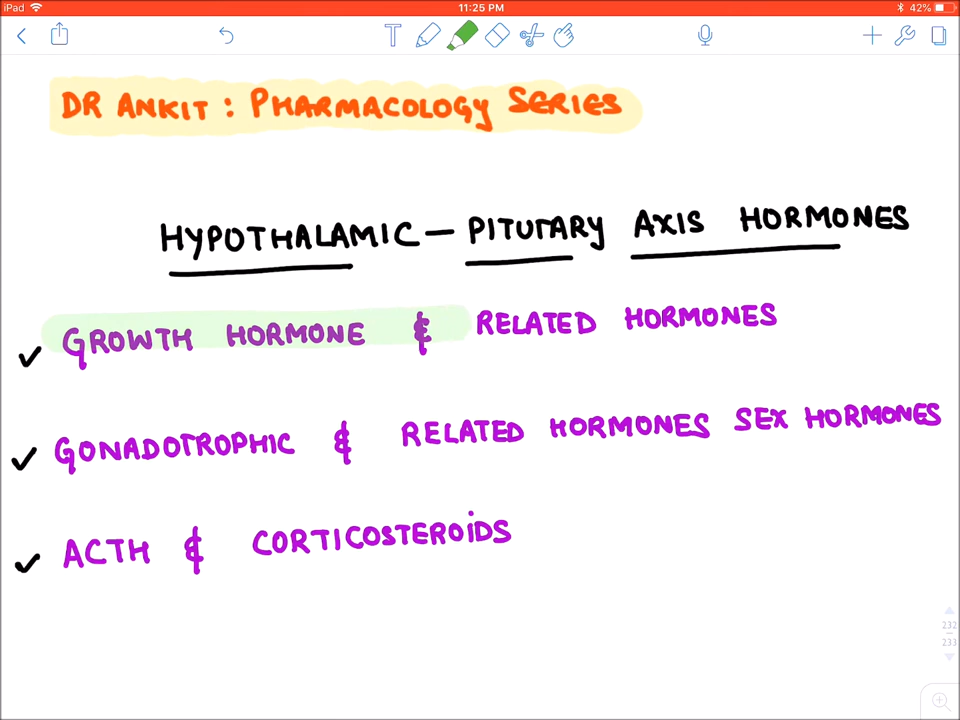 iPad 11:25 PM 42%
DR ANKIT : PHARMACOLOGY SERIES
HYPOTHALAMIC – PITUTARY AXIS HORMONES
GROWTH HORMONE & RELATED HORMONES
GONADOTROPHIC & RELATED HORMONES SEX HORMONES
ACTH & CORTICOSTEROIDS
232
233